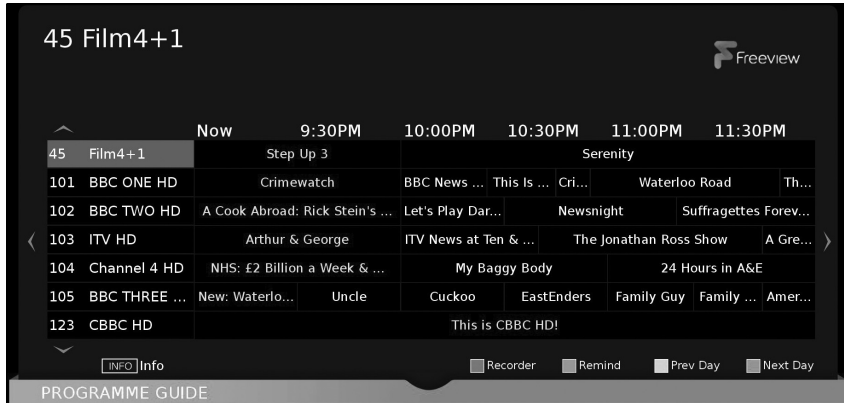 45 Film4+1
Freeview
Now 9:30PM 10:00PM 10:30PM 11:00PM 11:30PM
45 Film4+1 Step Up 3 Serenity
101 BBC ONE HD Crimewatch BBC News ... This Is ... Cri... Waterloo Road Th...
102 BBC TWO HD A Cook Abroad: Rick Stein's ... Let's Play Dar... Newsnight Suffragettes Forev...
103 ITV HD Arthur & George ITV News at Ten & ... The Jonathan Ross Show A Gre...
104 Channel 4 HD NHS: £2 Billion a Week & ... My Baggy Body 24 Hours in A&E
105 BBC THREE ... New: Waterlo... Uncle Cuckoo EastEnders Family Guy Family ... Amer...
123 CBBC HD This is CBBC HD!
INFO Info Recorder Remind Prev Day Next Day
PROGRAMME GUIDE